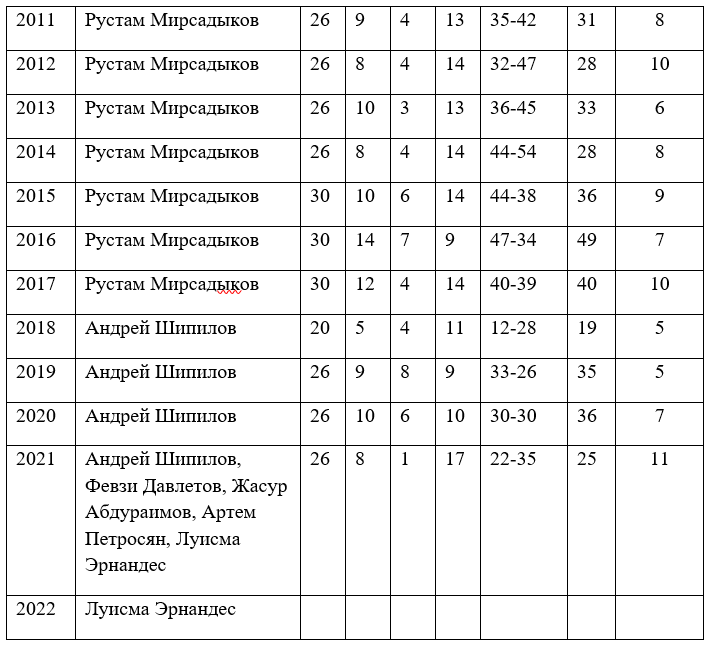 2011 Рустам Мирсадыков 26 9 4 13 35-42 31 8
2012 Рустам Мирсадыков 26 8 4 14 32-47 28 10
2013 Рустам Мирсадыков 26 10 3 13 36-45 33 6
2014 Рустам Мирсадыков 26 8 4 14 44-54 28 8
2015 Рустам Мирсадыков 30 10 6 14 44-38 36 9
2016 Рустам Мирсадыков 30 14 7 9 47-34 49 7
2017 Рустам Мирсадыков 30 12 4 14 40-39 40 10
2018 Андрей Шипилов 20 5 4 11 12-28 19 5
2019 Андрей Шипилов 26 9 8 9 33-26 35 5
2020 Андрей Шипилов 26 10 6 10 30-30 36 7
2021 Андрей Шипилов, 26 8 1 17 22-35 25 11
Февзи Давлетов, Жасур
Абдураимов, Артем
Петросян, Луисма
Эрнандес
2022 Луисма Эрнандес